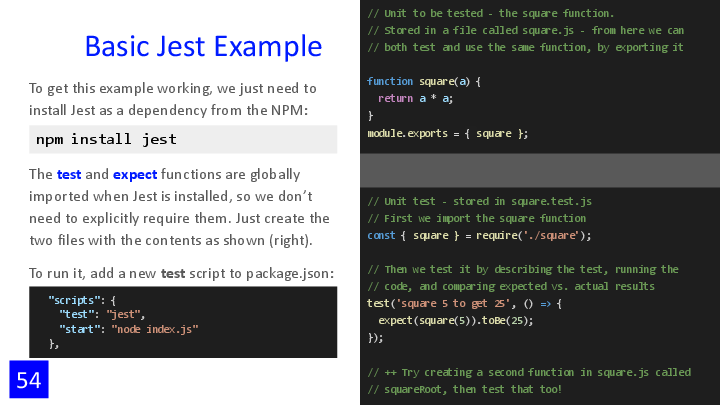 Basic Jest Example
To get this example working, we just need to
install Jest as a dependency from the NPM:
npm install jest
The test and expect functions are globally
imported when Jest is installed, so we don't
need to explicitly require them. Just create the
two files with the contents as shown (right).
To run it, add a new test script to package.json:
"scripts": {
"test": "jest",
"start": "node index.js"
},
54
// Unit to be tested - the square function.
// Stored in a file called square.js - from here we can
// both test and use the same function, by exporting it
function square(a) {
return a * a;
}
module.exports = { square };
// Unit test - stored in square.test.js
// First we import the square function
const { square } = require('./square');
// Then we test it by describing the test, running the
// code, and comparing expected vs. actual results
test('square 5 to get 25', () => {
expect(square(5)).toBe(25);
});
// ++ Try creating a second function in square.js called
// squareRoot, then test that too!